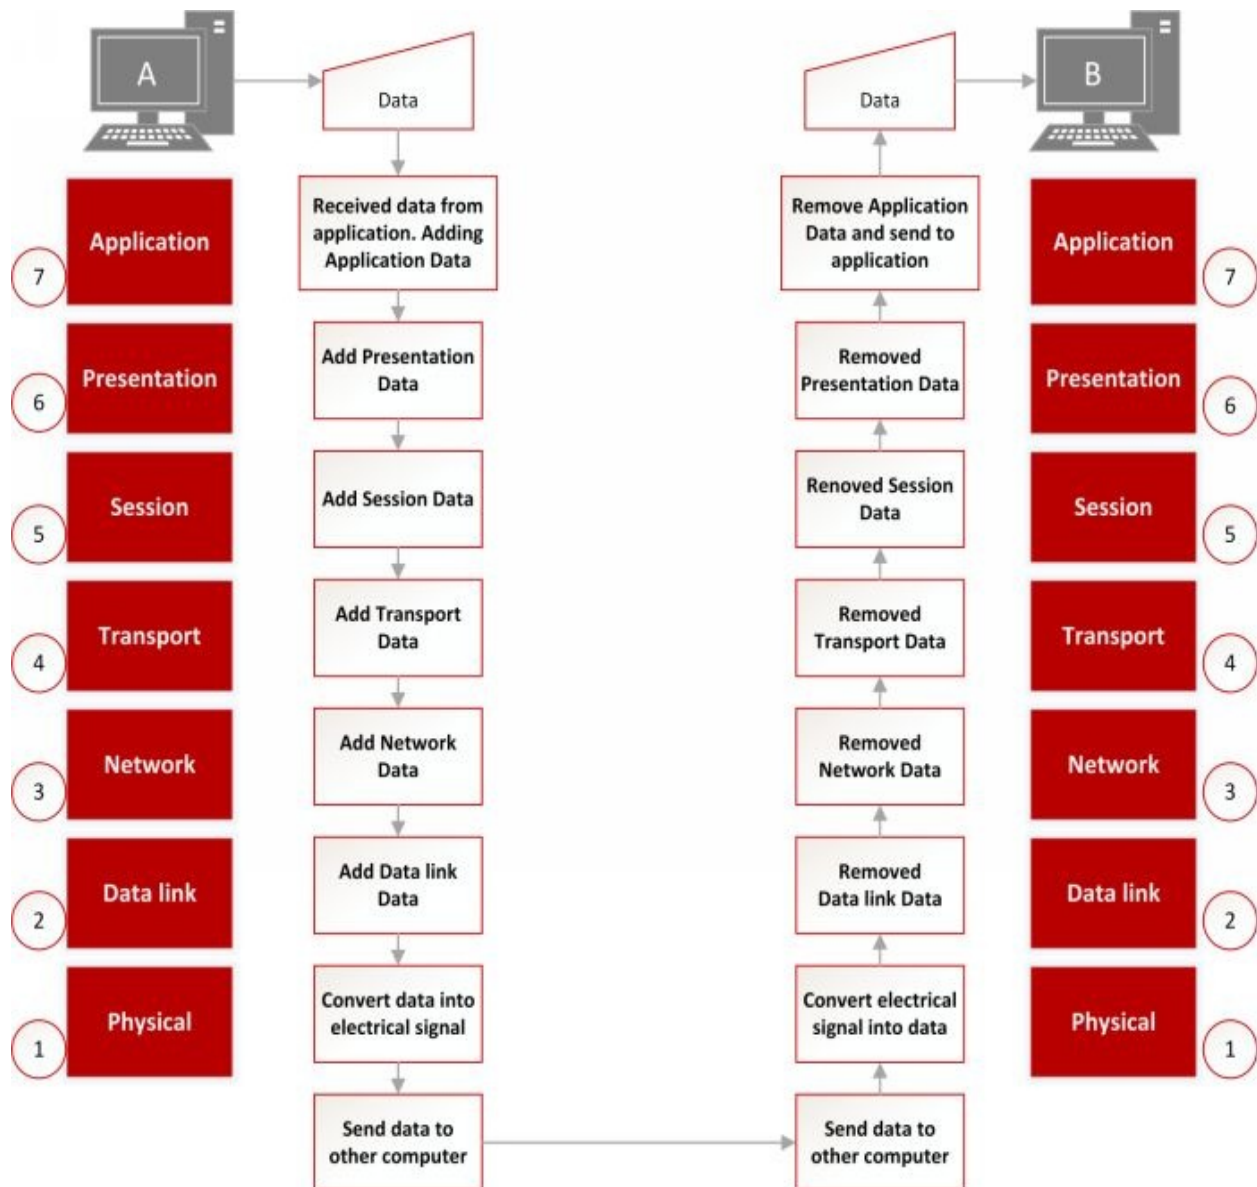 A
Data
Data
B
Application
7
Received data from
application. Adding
Application Data
Remove Application
Data and send to
application
Application
7
Presentation
6
Add Presentation
Data
Removed
Presentation Data
Presentation
6
Session
5
Add Session Data
Renoved Session
Data
Session
5
Transport
4
Add Transport
Data
Removed
Transport Data
Transport
4
Network
3
Add Network
Data
Removed
Network Data
Network
3
Data link
2
Add Data link
Data
Removed
Data link Data
Data link
2
Physical
1
Convert data into
electrical signal
Convert electrical
signal into data
Physical
1
Send data to
other computer
Send data to
other computer